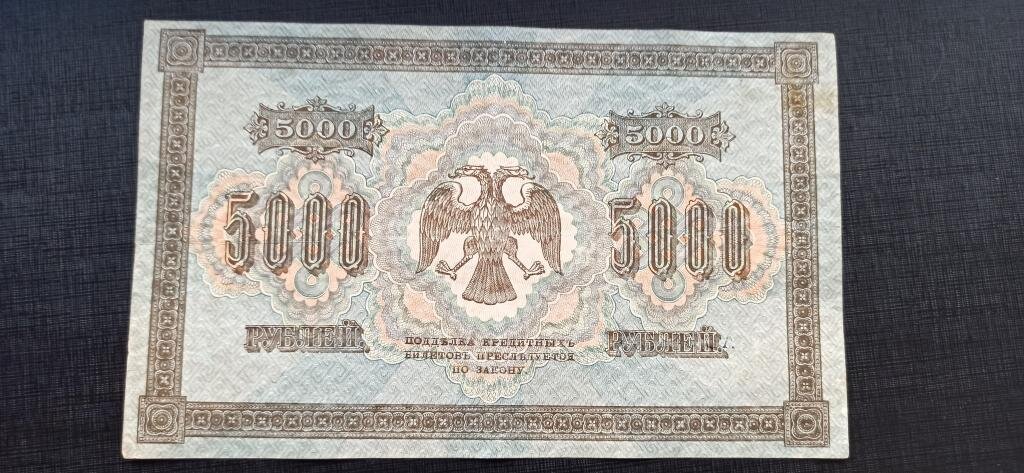 5000 5000
5000 5000
РУБЛЕЙ. РУБЛЕЙ.
ПОДДѢЛКА КРЕДИТНЫХЪ
БИЛЕТОВЪ ПРЕСЛѢДУЕТСЯ
ПО ЗАКОНУ.